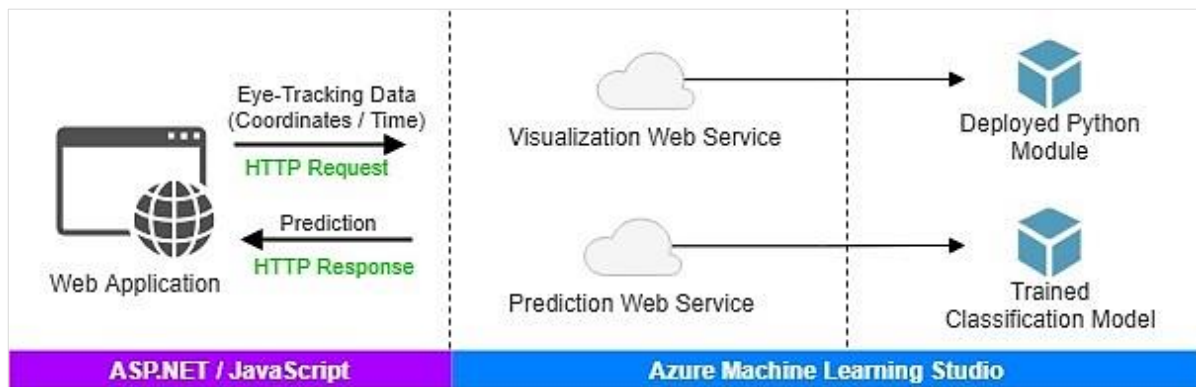 Eye-Tracking Data
(Coordinates / Time)
HTTP Request
Prediction
HTTP Response
Web Application
Visualization Web Service
Prediction Web Service
Deployed Python
Module
Trained
Classification Model
ASP.NET / JavaScript
Azure Machine Learning Studio